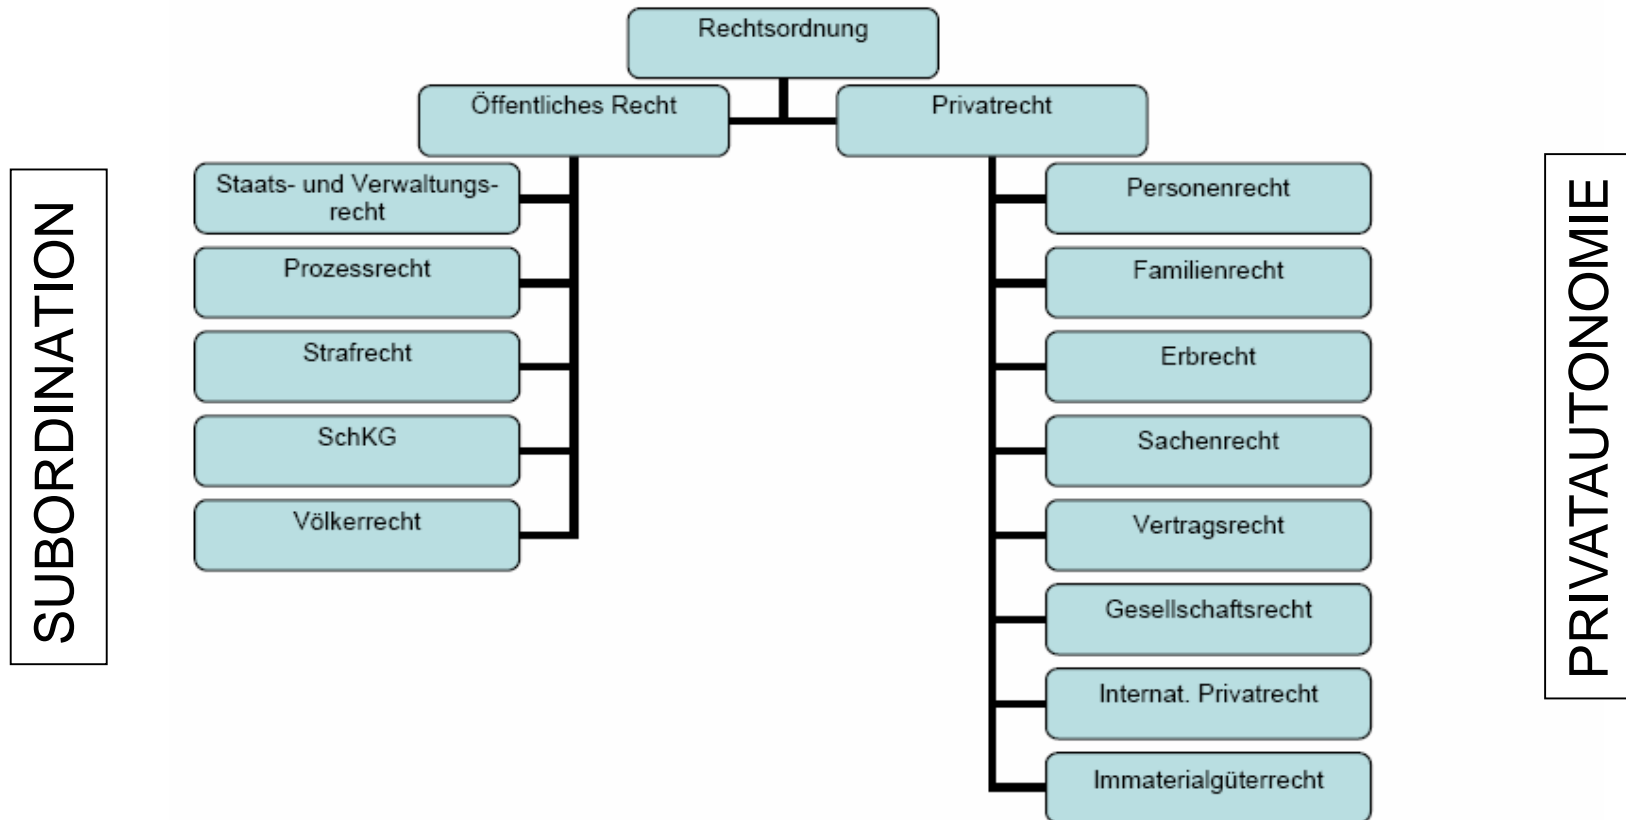 Rechtsordnung
Öffentliches Recht
Privatrecht
SUBORDINATION
Staats- und Verwaltungs-
recht
Prozessrecht
Strafrecht
SchKG
Völkerrecht
Personenrecht
Familienrecht
Erbrecht
Sachenrecht
Vertragsrecht
Gesellschaftsrecht
Internat. Privatrecht
Immaterialgüterrecht
PRIVATAUTONOMIE